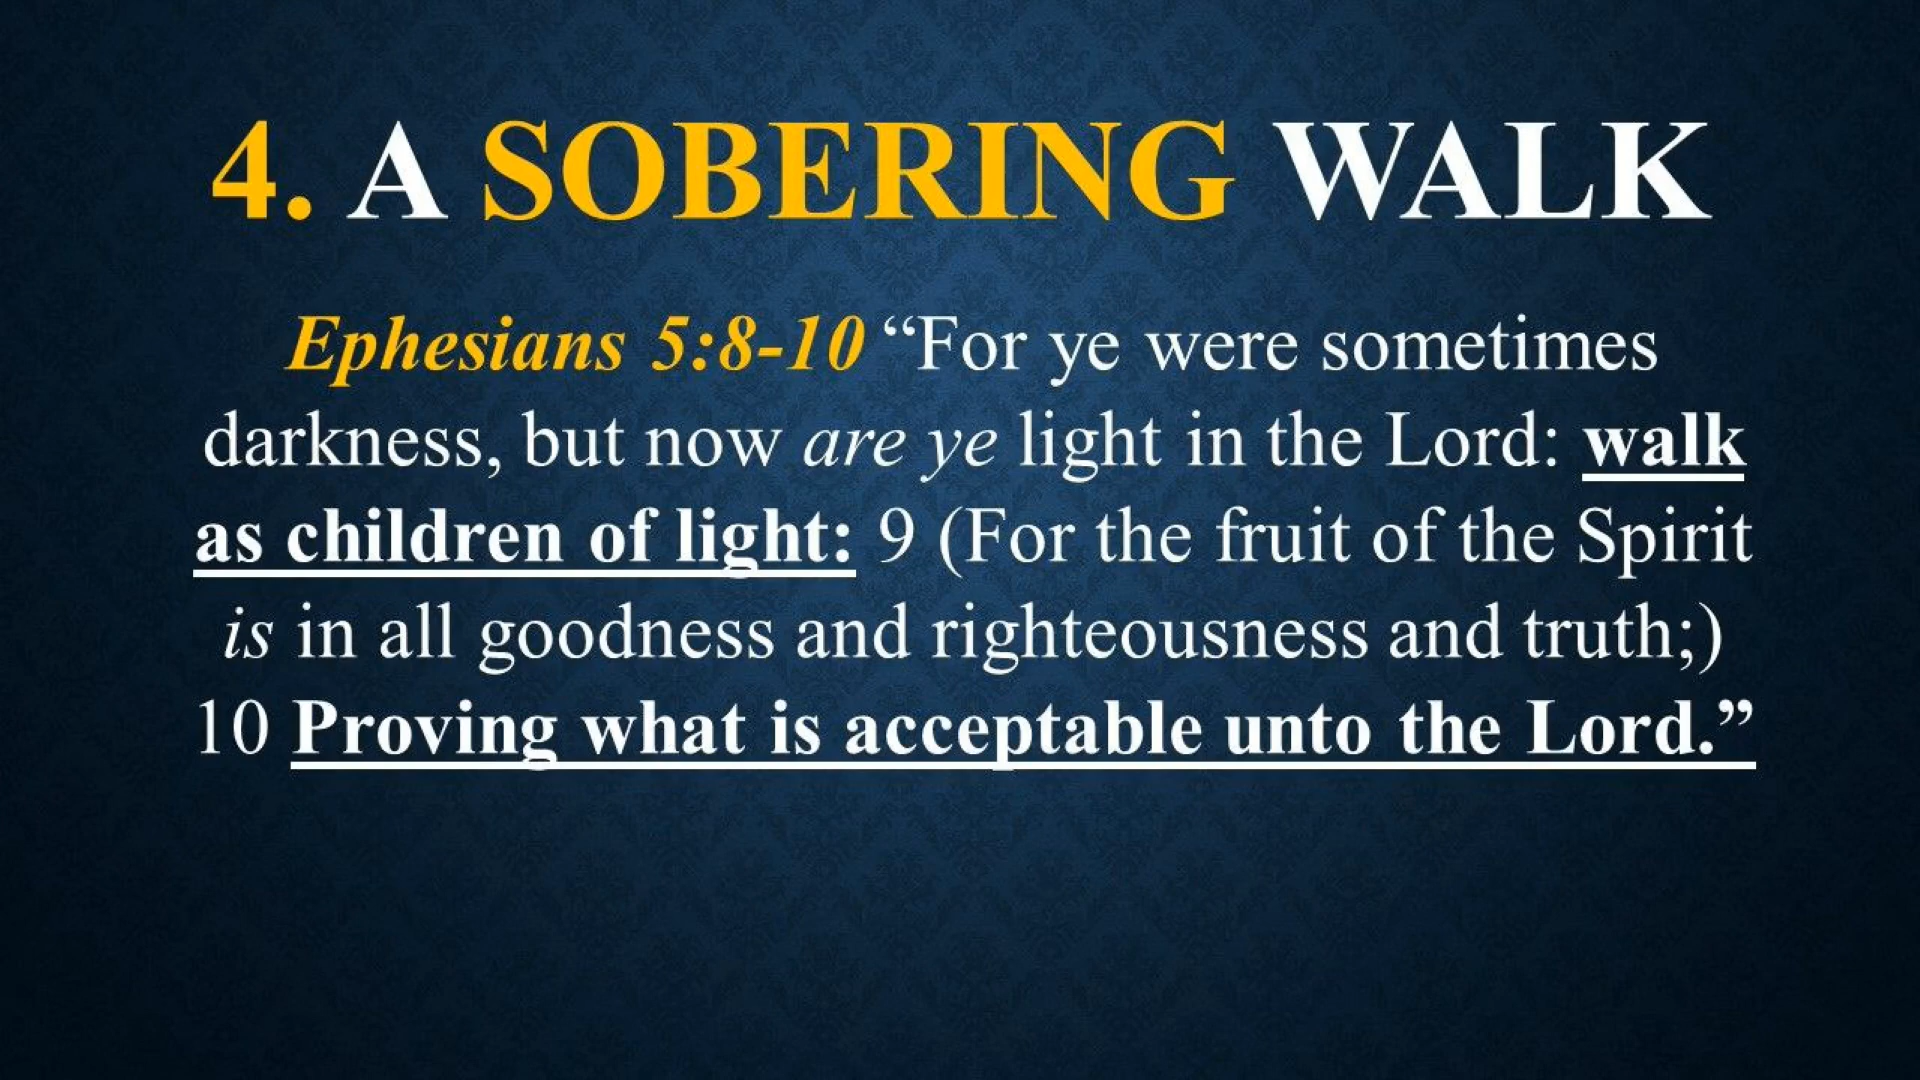 4. A SOBERING WALK
Ephesians 5:8-10 “For ye were sometimes
darkness, but now are ye light in the Lord: walk
as children of light: 9 (For the fruit of the Spirit
is in all goodness and righteousness and truth;)
10 Proving what is acceptable unto the Lord.”